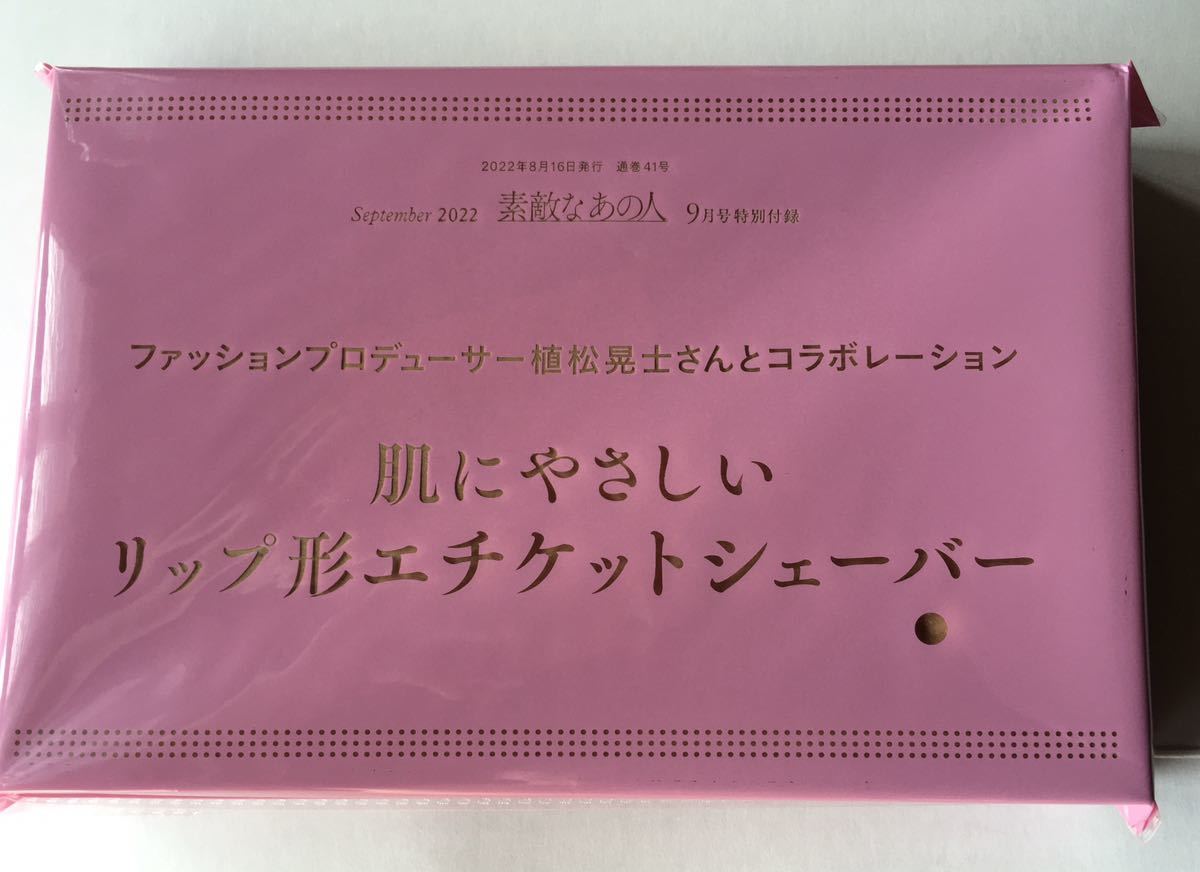 2022年8月16日発行　通巻41号
September 2022 素敵なあの人 9月号特別付録
ファッションプロデューサー植松晃士さんとコラボレーション
肌にやさしい
リップ形エチケットシェーバー